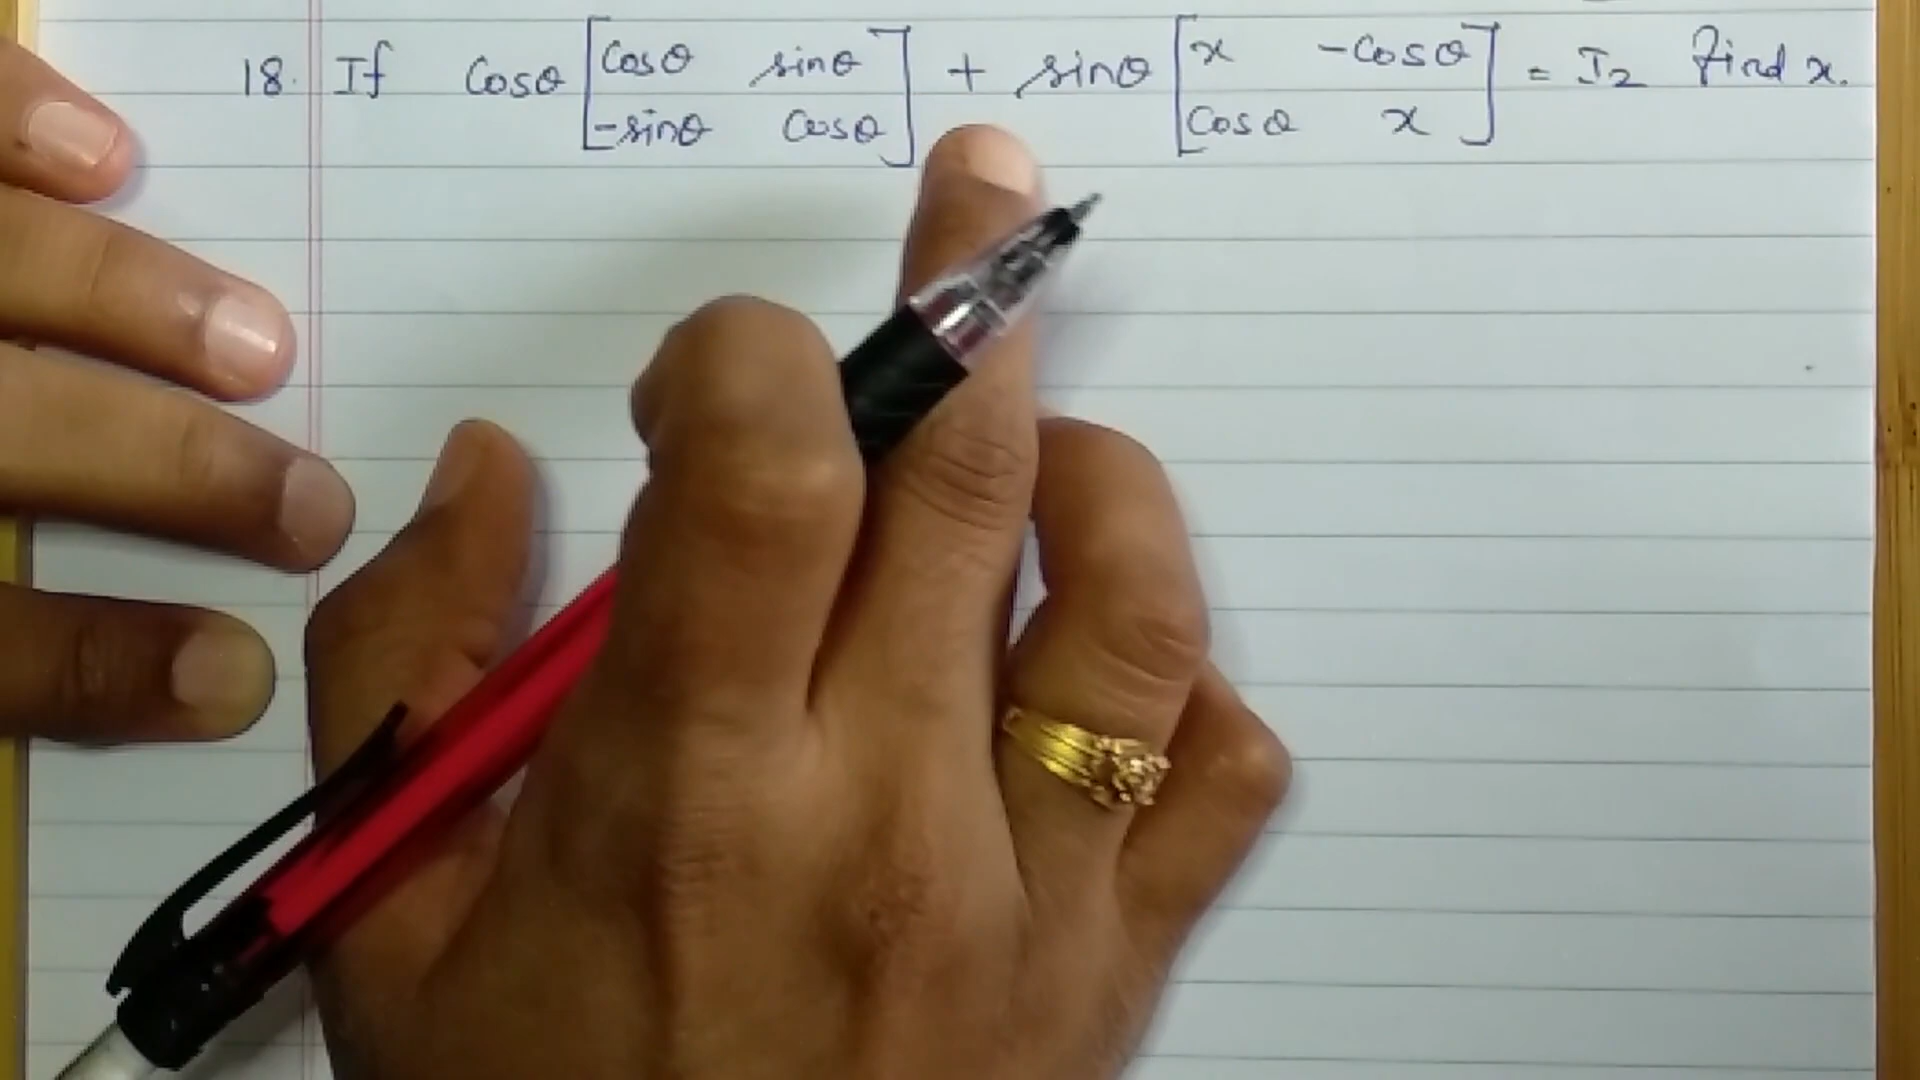 18. If Cosθ [cosθ sinθ -sinθ Cosθ] + sinθ [x -Cosθ Cosθ x] = I₂ find x.